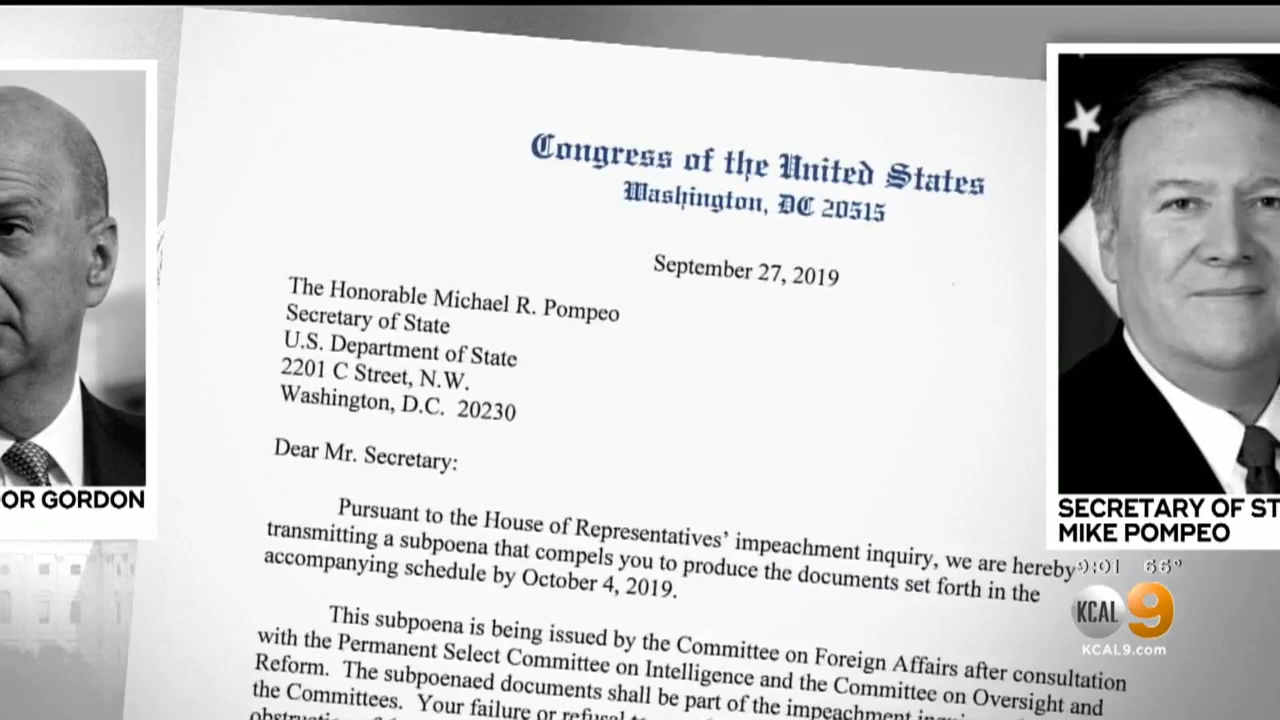 Congress of the United States
Washington, DC 20515
September 27, 2019
The Honorable Michael R. Pompeo
Secretary of State
U.S. Department of State
2201 C Street, N.W.
Washington, D.C. 20230
Dear Mr. Secretary:
Pursuant to the House of Representatives' impeachment inquiry, we are hereby
transmitting a subpoena that compels you to produce the documents set forth in the
accompanying schedule by October 4, 2019.
This subpoena is being issued by the Committee on Foreign Affairs after consultation
with the Permanent Select Committee on Intelligence and the Committee on Oversight and
Reform. The subpoenaed documents shall be part of the impeachment
the Committees. Your failure or
OR GORDON
SECRETARY OF ST
MIKE POMPEO
9:01 66°
KCAL 9
KCAL9.com